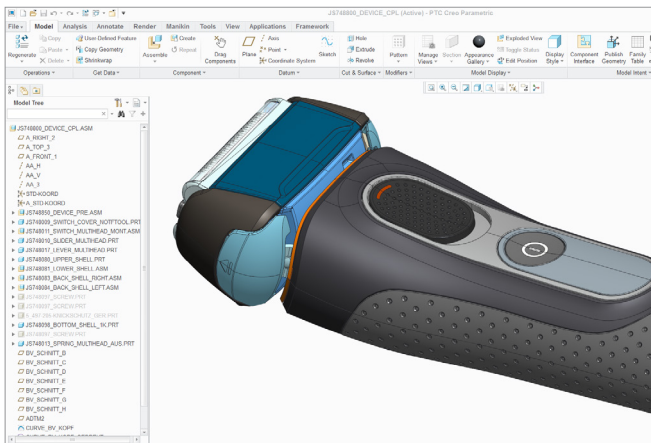 JS748800_DEVICE_CPL (Active) - PTC Creo Parametric
File Model Analysis Annotate Render Manikin Tools View Applications Framework
Regenerate
Copy
Paste
Delete
User-Defined Feature
Copy Geometry
Shrinkwrap
Assemble
Create
Repeat
Drag Components
Plane
Axis
Point
Coordinate System
Sketch
Hole
Extrude
Revolve
Pattern
Manage Views
Section
Appearance Gallery
Exploded View
Toggle Status
Edit Position
Display Style
Component Interface
Publish Geometry
Family Table
Operations Get Data Component Datum Cut & Surface Modifiers Model Display Model Intent
Model Tree
JS748800_DEVICE_CPL.ASM
A_RIGHT_2
A_TOP_3
A_FRONT_1
AA_H
AA_V
AA_3
STD-KOORD
A_STD-KOORD
JS748850_DEVICE_PRE.ASM
JS748009_SWITCH_COVER_NOTFTOOL.PRT
JS748011_SWITCH_MULTIHEAD_MONT.ASM
JS748010_SLIDER_MULTIHEAD.PRT
JS748017_LEVER_MULTIHEAD.PRT
JS748080_UPPER_SHELL.PRT
JS748081_LOWER_SHELL.ASM
JS748083_BACK_SHELL_RIGHT.ASM
JS748084_BACK_SHELL_LEFT.ASM
JS748098_BOTTOM_SHELL_1K.PRT
JS748013_SPRING_MULTIHEAD_AUS.PRT
BV_SCHNITT_B
BV_SCHNITT_C
BV_SCHNITT_D
BV_SCHNITT_E
BV_SCHNITT_F
BV_SCHNITT_G
BV_SCHNITT_H
ADTM2
CURVE_BV_KOPF